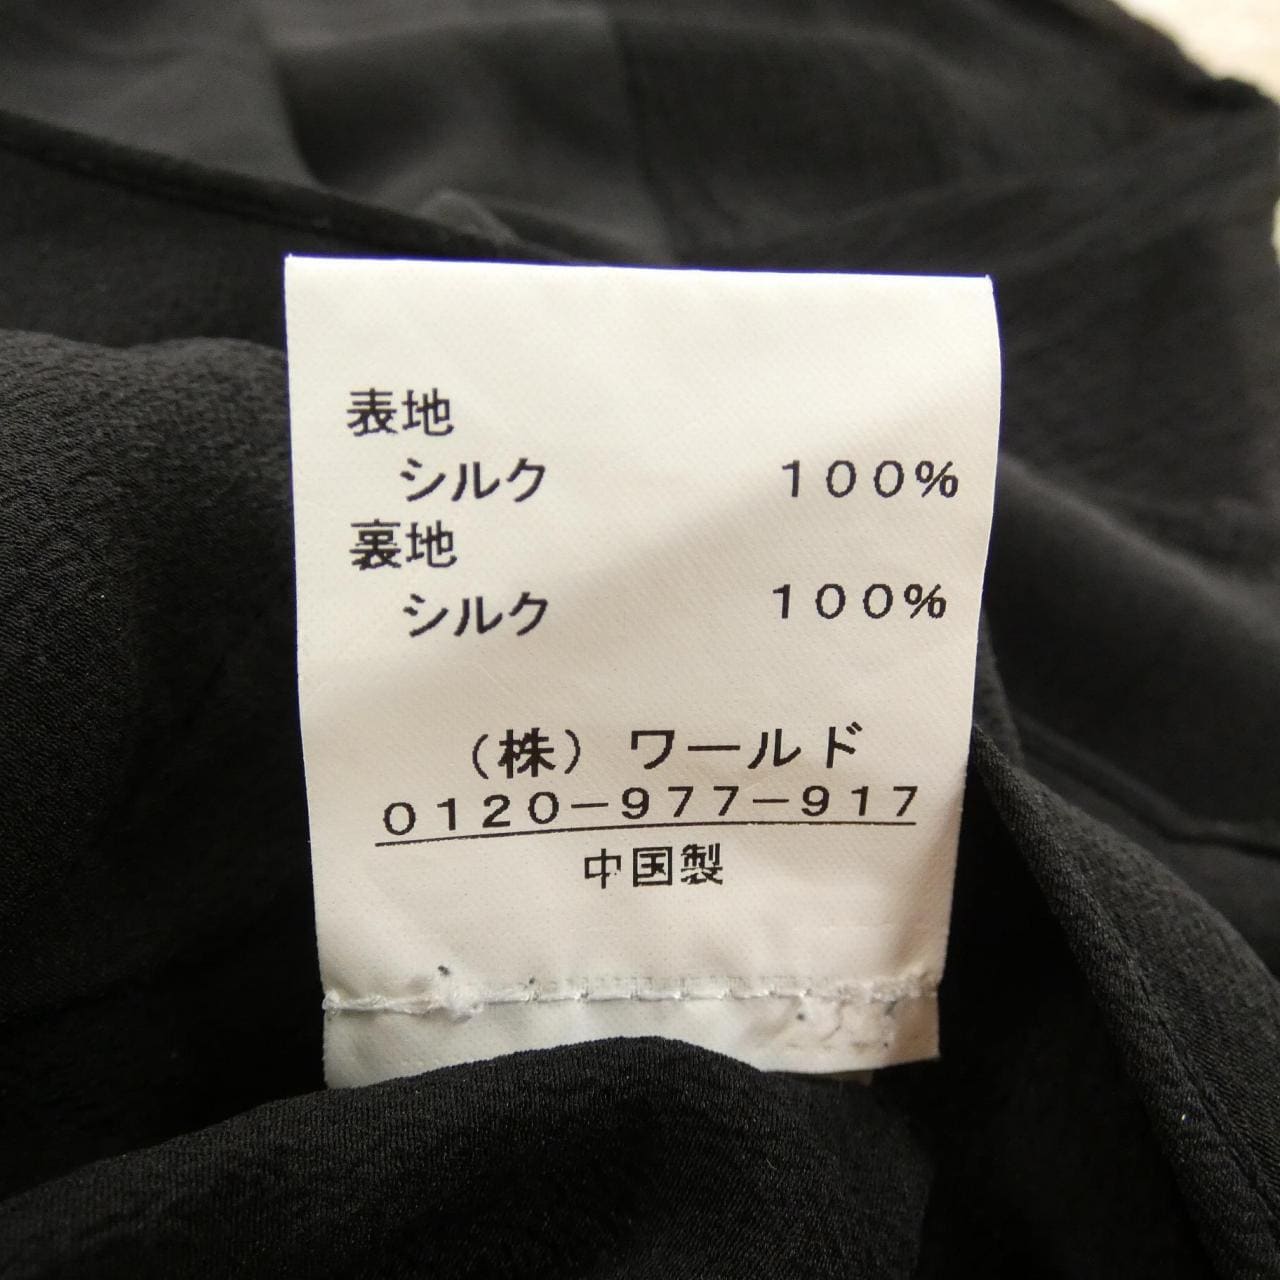 表地
シルク 100%
裏地
シルク 100%
（株）ワールド
0120-977-917
中国製